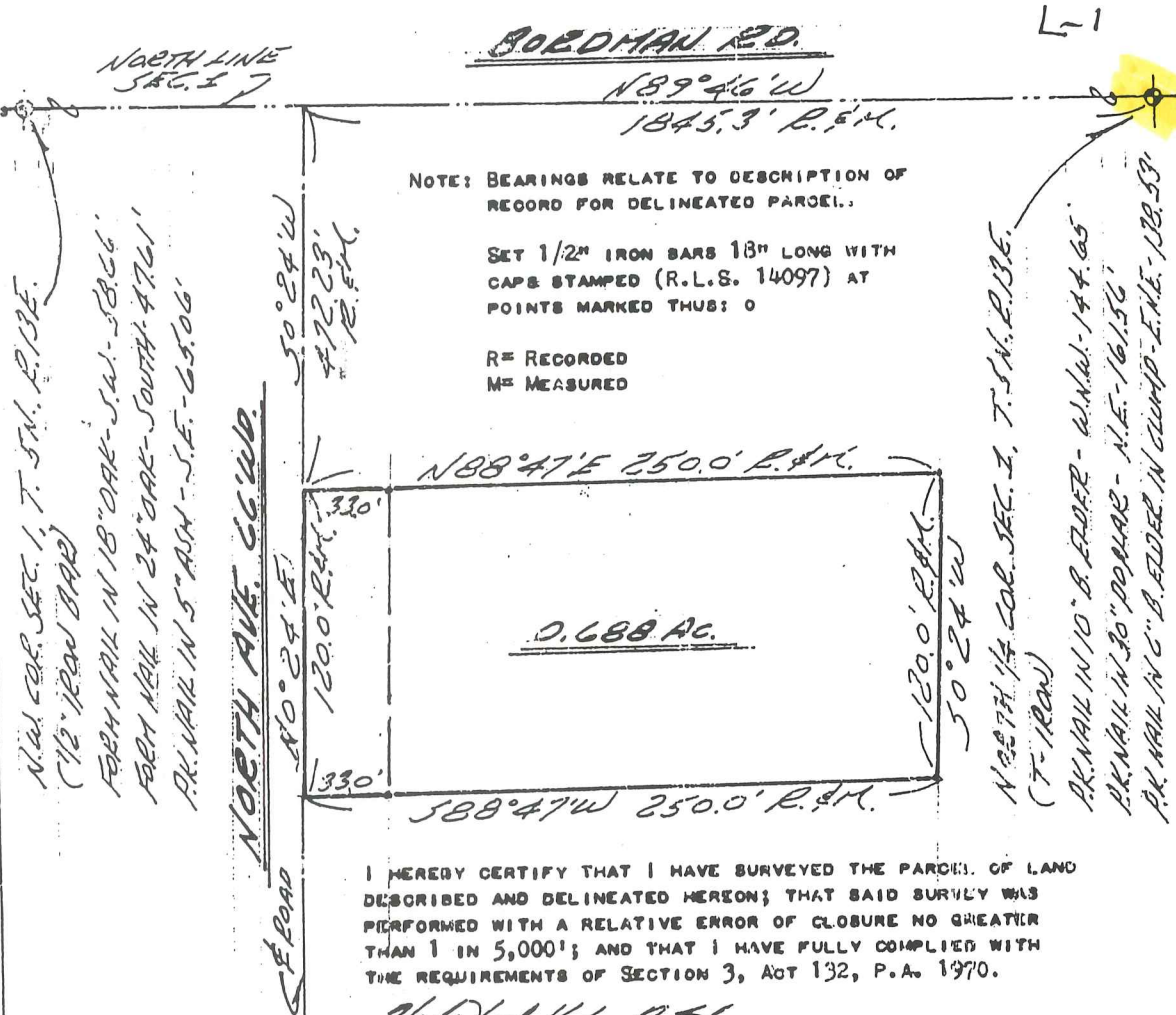 L-1
BORDMAN RD.
NORTH LINE
SEC. 1
N89°46'W
1845.3' R.&M.
NOTE: BEARINGS RELATE TO DESCRIPTION OF
RECORD FOR DELINEATED PARCEL.
SET 1/2" IRON BARS 18" LONG WITH
CAPS STAMPED (R.L.S. 14097) AT
POINTS MARKED THUS: O
R= RECORDED
M= MEASURED
S0°24'W
472.23'
R.&M.
N.W. COR. SEC. 1, T. 5N., R.13E.
(1/2" IRON BAR)
FORM NAIL IN 18" OAK - S.W. - 58.66'
FORM NAIL IN 24" OAK - SOUTH - 47.61'
P.K. NAIL IN 5" ASH - S.E. - 65.06'
NORTH AVE. 66' WD.
N88°47'E 250.0' R.&M.
33.0'
N0°24'E
120.0' R.&M.
0.688 AC.
120.0' R.&M.
S0°24'W
33.0'
S88°47'W 250.0' R.&M.
NORTH 1/4 COR. SEC. 1, T.5N., R.13E.
(T-IRON)
P.K. NAIL IN 10" B. ELDER - W.N.W. - 144.65'
P.K. NAIL IN 30" POPLAR - N.E. - 161.56'
P.K. NAIL IN 6" B. ELDER IN CLUMP - E.N.E. - 138.53'
℄ ROAD
I HEREBY CERTIFY THAT I HAVE SURVEYED THE PARCEL OF LAND
DESCRIBED AND DELINEATED HEREON; THAT SAID SURVEY WAS
PERFORMED WITH A RELATIVE ERROR OF CLOSURE NO GREATER
THAN 1 IN 5,000'; AND THAT I HAVE FULLY COMPLIED WITH
THE REQUIREMENTS OF SECTION 3, ACT 132, P.A. 1970.